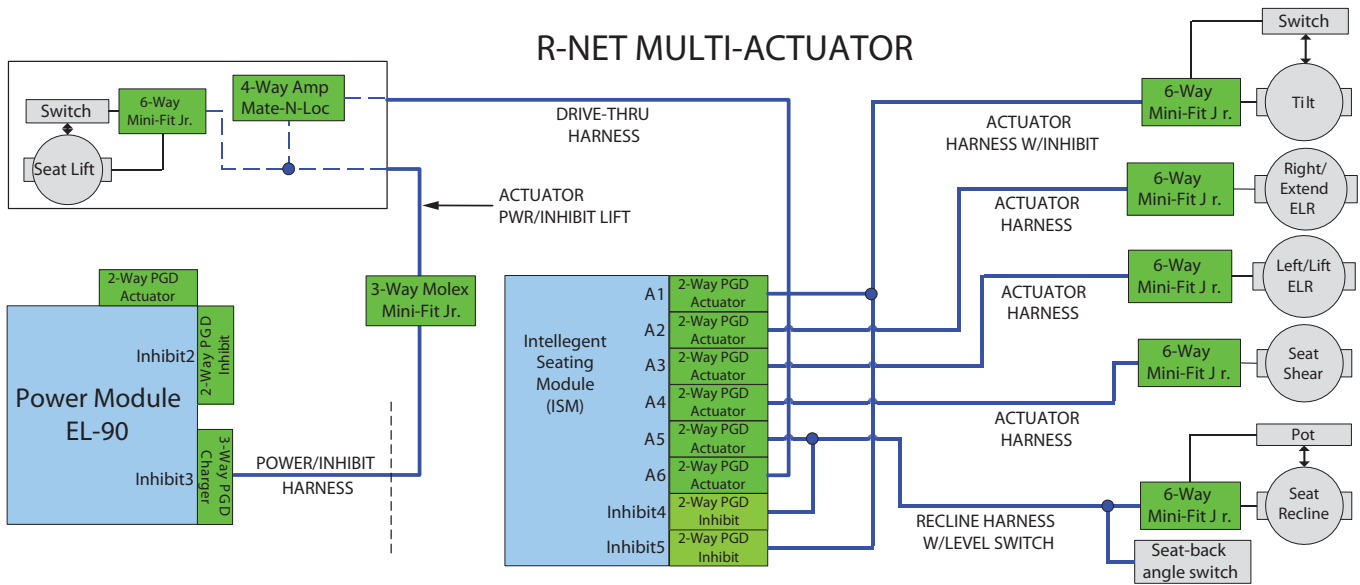 R-NET MULTI-ACTUATOR
Switch
6-Way
Mini-Fit Jr.
4-Way Amp
Mate-N-Loc
Seat Lift
DRIVE-THRU
HARNESS
ACTUATOR
PWR/INHIBIT LIFT
2-Way PGD
Actuator
Inhibit2
2-Way PGD
Inhibit
Power Module
EL-90
Inhibit3
3-Way PGD
Charger
POWER/INHIBIT
HARNESS
3-Way Molex
Mini-Fit Jr.
Intellegent
Seating
Module
(ISM)
A1
2-Way PGD
Actuator
A2
2-Way PGD
Actuator
A3
2-Way PGD
Actuator
A4
2-Way PGD
Actuator
A5
2-Way PGD
Actuator
A6
2-Way PGD
Actuator
Inhibit4
2-Way PGD
Inhibit
Inhibit5
2-Way PGD
Inhibit
Switch
6-Way
Mini-Fit J r.
Tilt
ACTUATOR
HARNESS W/INHIBIT
6-Way
Mini-Fit J r.
Right/
Extend
ELR
ACTUATOR
HARNESS
6-Way
Mini-Fit J r.
Left/Lift
ELR
ACTUATOR
HARNESS
6-Way
Mini-Fit J r.
Seat
Shear
ACTUATOR
HARNESS
Pot
6-Way
Mini-Fit J r.
Seat
Recline
RECLINE HARNESS
W/LEVEL SWITCH
Seat-back
angle switch